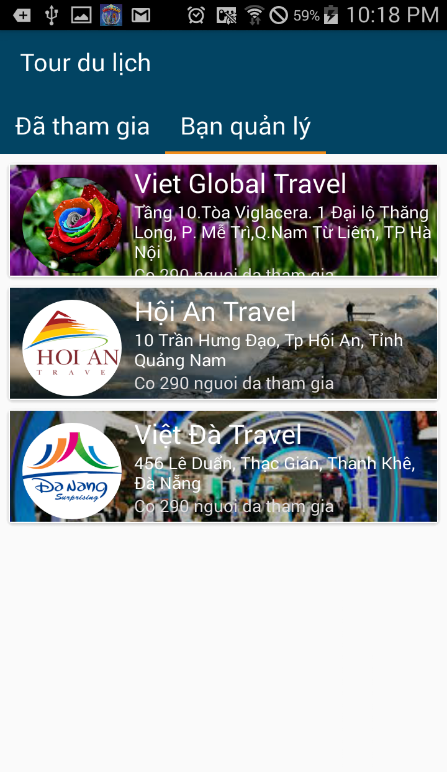 59% 10:18 PM
Tour du lịch
Đã tham gia Bạn quản lý
Viet Global Travel
Tầng 10.Tòa Viglacera. 1 Đại lộ Thăng
Long, P. Mễ Trì,Q.Nam Từ Liêm, TP Hà
Nội
Co 290 nguoi da tham gia
Hội An Travel
10 Trần Hưng Đạo, Tp Hội An, Tỉnh
Quảng Nam
Co 290 nguoi da tham gia
HOI AN
TRAVEL
Việt Đà Travel
456 Lê Duẩn, Thạc Gián, Thanh Khê,
Đà Nẵng
Co 290 nguoi da tham gia
Da Nang
Surprising